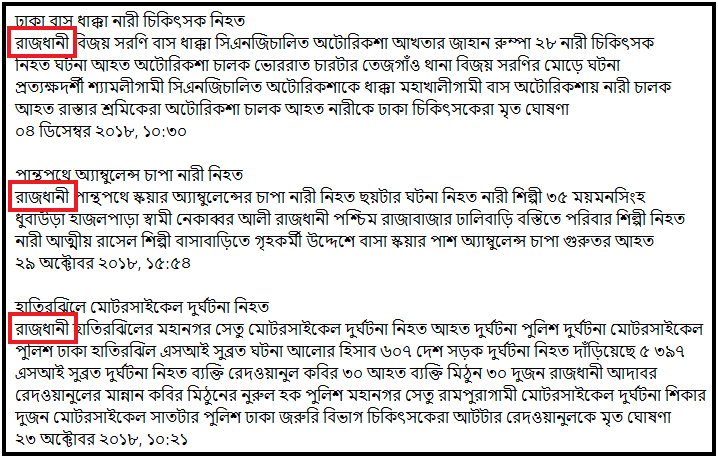 ঢাকা বাস ধাক্কা নারী চিকিৎসক নিহত
রাজধানী বিজয় সরণি বাস ধাক্কা সিএনজিচালিত অটোরিকশা আখতার জাহান রুম্পা ২৮ নারী চিকিৎসক
নিহত ঘটনা আহত অটোরিকশা চালক ভোররাত চারটার তেজগাঁও থানা বিজয় সরণির মোড়ে ঘটনা
প্রত্যক্ষদর্শী শ্যামলীগামী সিএনজিচালিত অটোরিকশাকে ধাক্কা মহাখালীগামী বাস অটোরিকশায় নারী চালক
আহত রাস্তার শ্রমিকেরা অটোরিকশা চালক আহত নারীকে ঢাকা চিকিৎসকেরা মৃত ঘোষণা
০৪ ডিসেম্বর ২০১৮, ১০:৩০
পান্থপথে অ্যাম্বুলেন্স চাপা নারী নিহত
রাজধানী পান্থপথে স্কয়ার অ্যাম্বুলেন্সের চাপা নারী নিহত ছয়টার ঘটনা নিহত নারী শিল্পী ৩৫ ময়মনসিংহ
ধুবাউড়া হাজলপাড়া স্বামী নেকাব্বর আলী রাজধানী পশ্চিম রাজাবাজার ঢালিবাড়ি বস্তিতে পরিবার শিল্পী নিহত
নারী আত্মীয় রাসেল শিল্পী বাসাবাড়িতে গৃহকর্মী উদ্দেশে বাসা স্কয়ার পাশ অ্যাম্বুলেন্স চাপা গুরুতর আহত
২৯ অক্টোবর ২০১৮, ১৫:৫৪
হাতিরঝিলে মোটরসাইকেল দুর্ঘটনা নিহত
রাজধানী হাতিরঝিলের মহানগর সেতু মোটরসাইকেল দুর্ঘটনা নিহত আহত দুর্ঘটনা পুলিশ দুর্ঘটনা মোটরসাইকেল
পুলিশ ঢাকা হাতিরঝিল এসআই সুব্রত ঘটনা আলোর হিসাব ৬০৭ দেশ সড়ক দুর্ঘটনা নিহত দাঁড়িয়েছে ৫ ৩৯৭
এসআই সুব্রত দুর্ঘটনা নিহত ব্যক্তি রেদওয়ানুল কবির ৩০ আহত ব্যক্তি মিঠুন ৩০ দুজন রাজধানী আদাবর
রেদওয়ানুলের মান্নান কবির মিঠুনের নুরুল হক পুলিশ মহানগর সেতু রামপুরাগামী মোটরসাইকেল দুর্ঘটনা শিকার
দুজন মোটরসাইকেল সাতটার পুলিশ ঢাকা জরুরি বিভাগ চিকিৎসকেরা আটটার রেদওয়ানুলকে মৃত ঘোষণা
২৩ অক্টোবর ২০১৮, ১০:২১